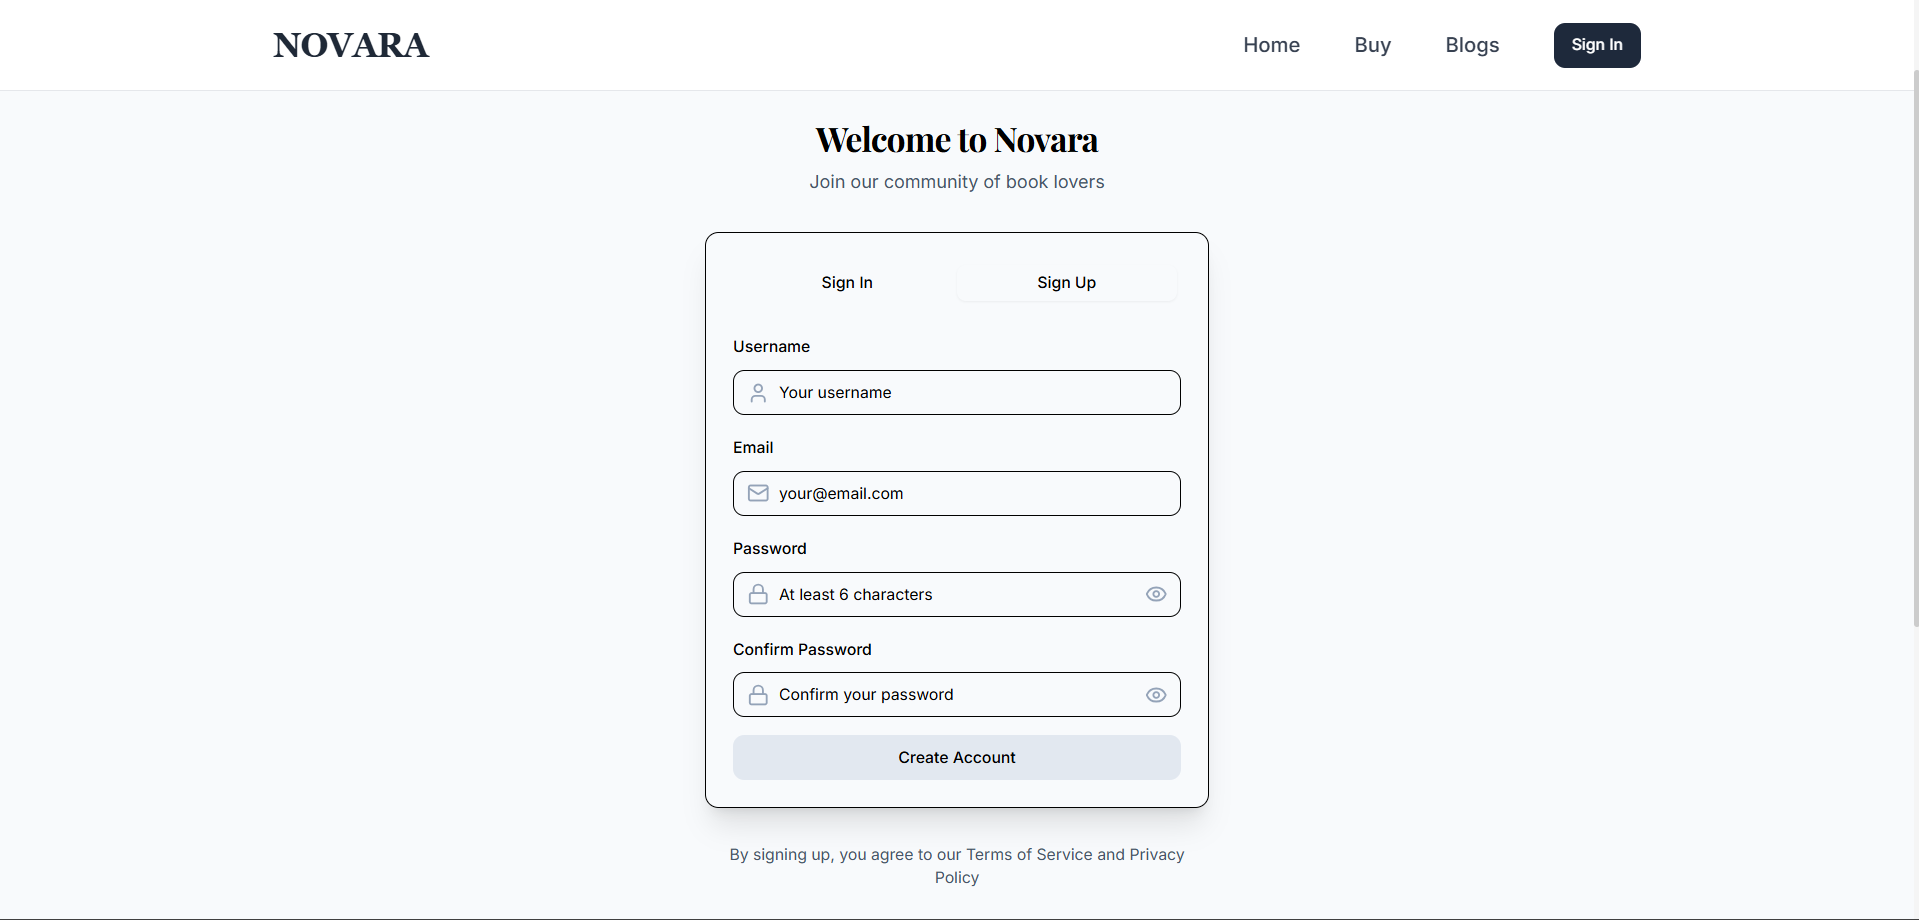 NOVARA
Home
Buy
Blogs
Sign In
Welcome to Novara
Join our community of book lovers
Sign In
Sign Up
Username
Your username
Email
your@email.com
Password
At least 6 characters
Confirm Password
Confirm your password
Create Account
By signing up, you agree to our Terms of Service and Privacy
Policy